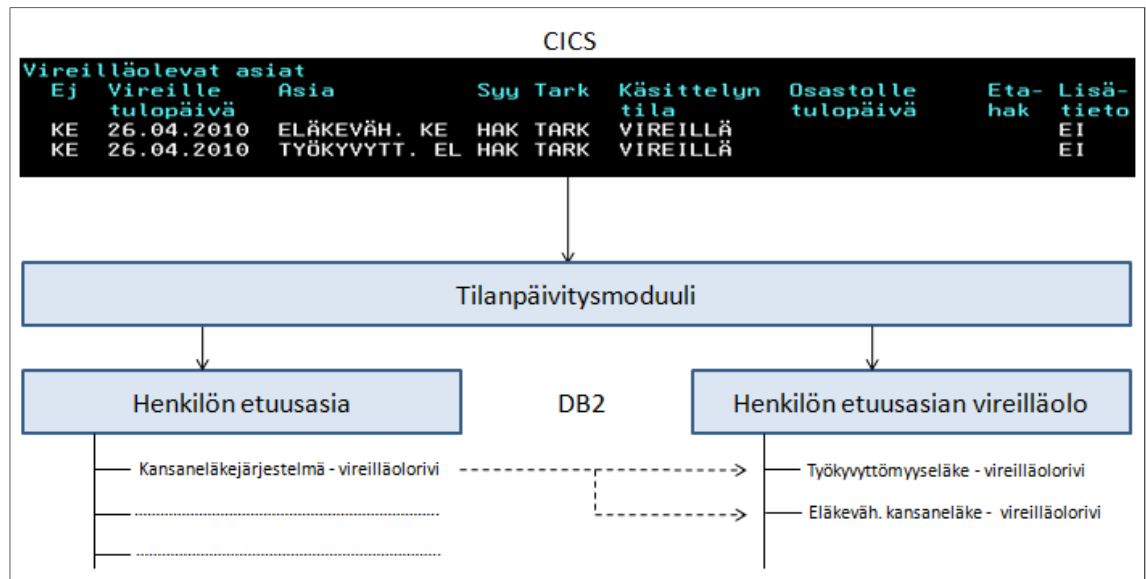 CICS
Vireilläolevat asiat
Ej Vireille Asia Syy Tark Käsittelyn Osastolle Eta- Lisä-
tulopäivä tila tulopäivä hak tieto
KE 26.04.2010 ELÄKEVÄH. KE HAK TARK VIREILLÄ EI
KE 26.04.2010 TYÖKYVYTT. EL HAK TARK VIREILLÄ EI
Tilanpäivitysmoduuli
Henkilön etuusasia DB2 Henkilön etuusasian vireilläolo
Kansaneläkejärjestelmä - vireilläolorivi Työkyvyttömyyseläke - vireilläolorivi
Eläkeväh. kansaneläke - vireilläolorivi